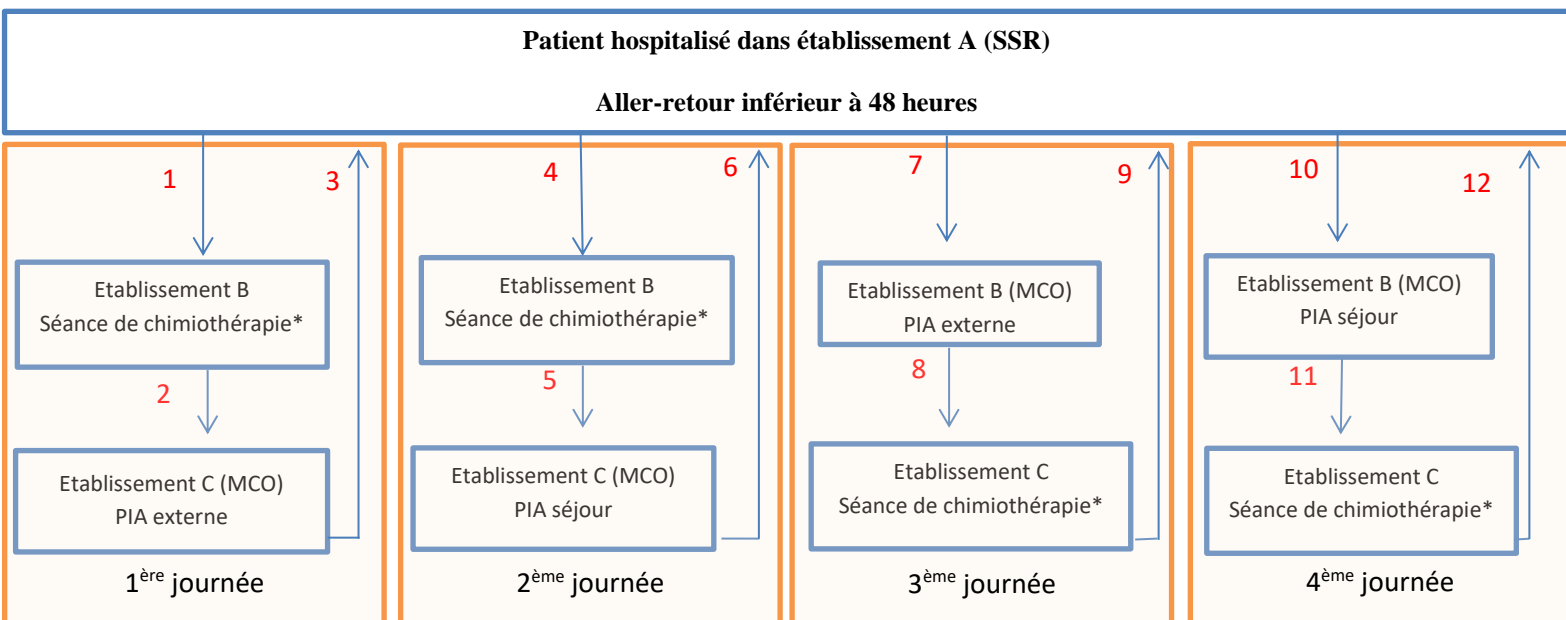 Patient hospitalisé dans établissement A (SSR)
Aller-retour inférieur à 48 heures
1
3
Etablissement B
Séance de chimiothérapie*
2
Etablissement C (MCO)
PIA externe
1ère journée
4
6
Etablissement B
Séance de chimiothérapie*
5
Etablissement C (MCO)
PIA séjour
2ème journée
7
9
Etablissement B (MCO)
PIA externe
8
Etablissement C
Séance de chimiothérapie*
3ème journée
10
12
Etablissement B (MCO)
PIA séjour
11
Etablissement C
Séance de chimiothérapie*
4ème journée